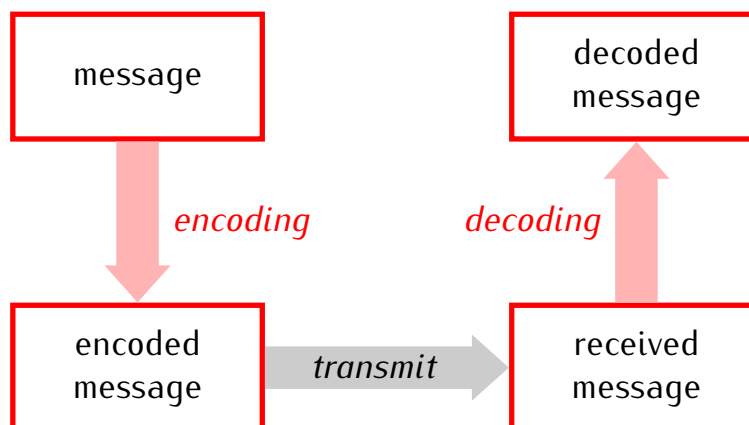 message
decoded
message
encoding
decoding
encoded
message
transmit
received
message